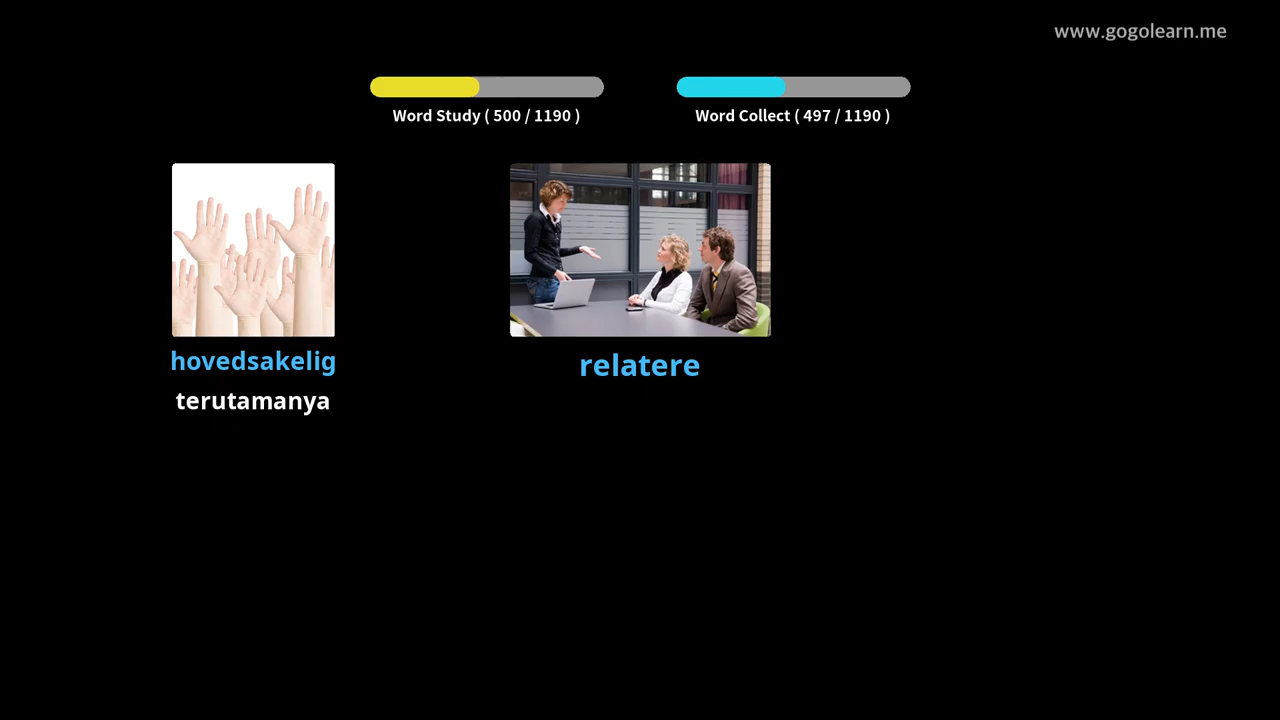 www.gogolearn.me
Word Study ( 500 / 1190 )
Word Collect ( 497 / 1190 )
hovedsakelig
terutamanya
relatere